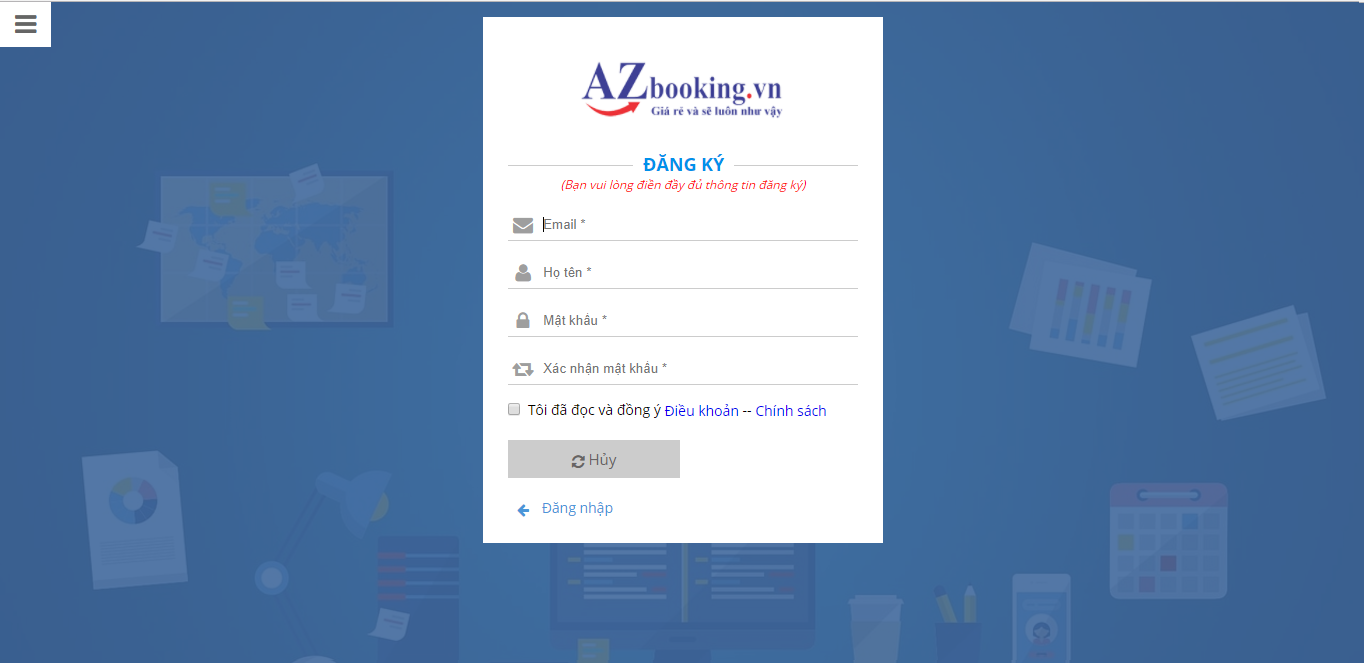 AZbooking.vn
Giá rẻ và sẽ luôn như vậy
ĐĂNG KÝ
(Bạn vui lòng điền đầy đủ thông tin đăng ký)
Email *
Họ tên *
Mật khẩu *
Xác nhận mật khẩu *
Tôi đã đọc và đồng ý Điều khoản -- Chính sách
Hủy
Đăng nhập